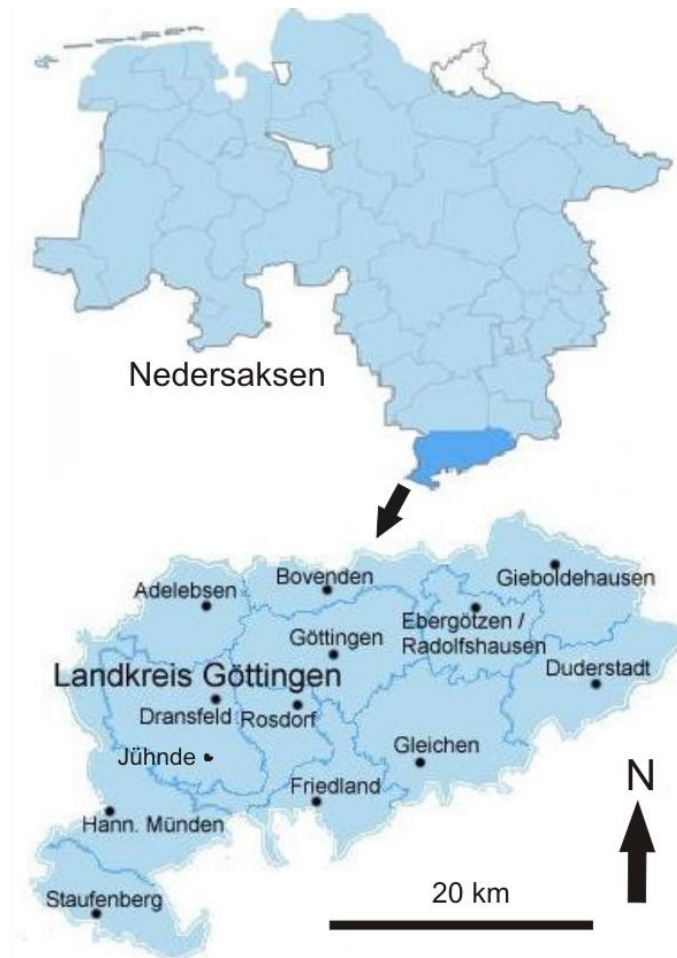 Nedersaksen
Adelebsen
Bovenden
Gieboldehausen
Göttingen
Ebergötzen /
Radolfshausen
Landkreis Göttingen
Duderstadt
Dransfeld
Rosdorf
Jühnde
Gleichen
Friedland
N
Hann. Münden
Staufenberg
20 km